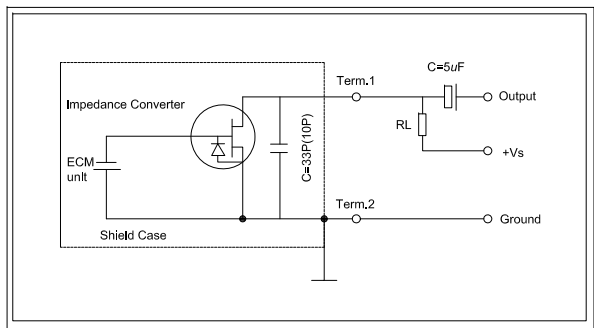 C=5uF
Term.1
Output
Impedance Converter
RL
C=33P(10P)
+Vs
ECM
unIt
Term.2
Ground
Shield Case